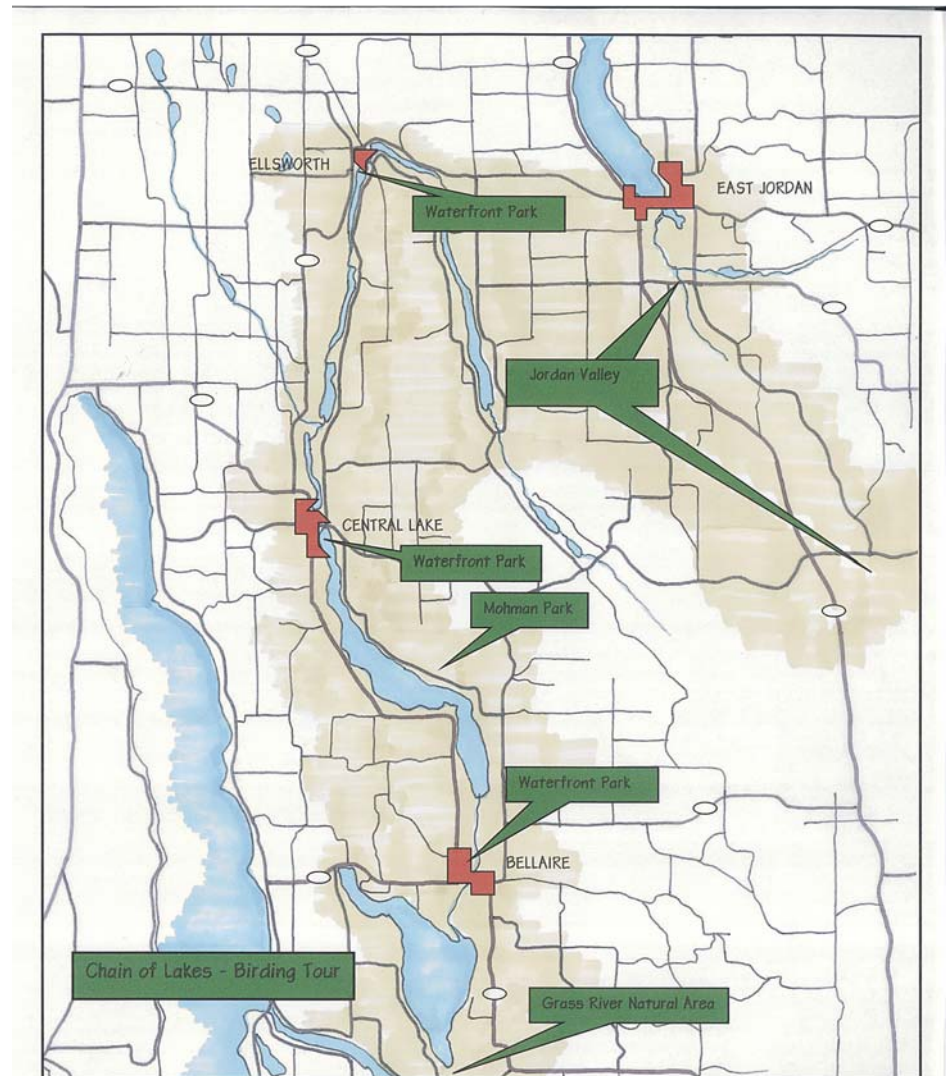 ELLSWORTH
EAST JORDAN
Waterfront Park
Jordan Valley
CENTRAL LAKE
Waterfront Park
Mohman Park
Waterfront Park
BELLAIRE
Chain of Lakes - Birding Tour
Grass River Natural Area